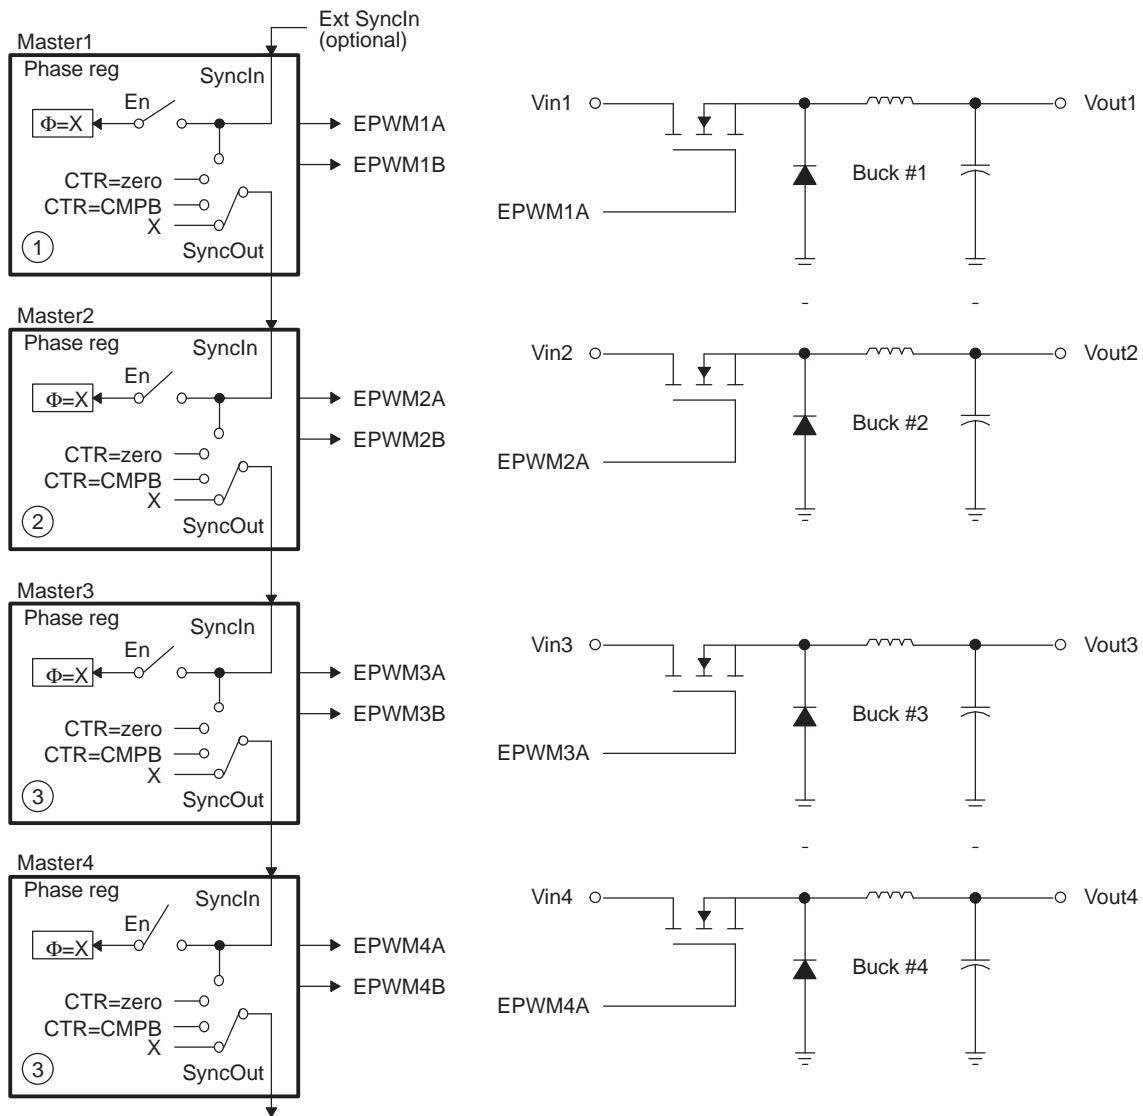 Ext SyncIn
(optional)
Master1
Phase reg
SyncIn
En
Φ=X
EPWM1A
EPWM1B
CTR=zero
CTR=CMPB
X
1
SyncOut
Vin1
Vout1
Buck #1
EPWM1A
Master2
Phase reg
SyncIn
En
Φ=X
EPWM2A
EPWM2B
CTR=zero
CTR=CMPB
X
2
SyncOut
Vin2
Vout2
Buck #2
EPWM2A
Master3
Phase reg
SyncIn
En
Φ=X
EPWM3A
EPWM3B
CTR=zero
CTR=CMPB
X
3
SyncOut
Vin3
Vout3
Buck #3
EPWM3A
Master4
Phase reg
SyncIn
En
Φ=X
EPWM4A
EPWM4B
CTR=zero
CTR=CMPB
X
3
SyncOut
Vin4
Vout4
Buck #4
EPWM4A